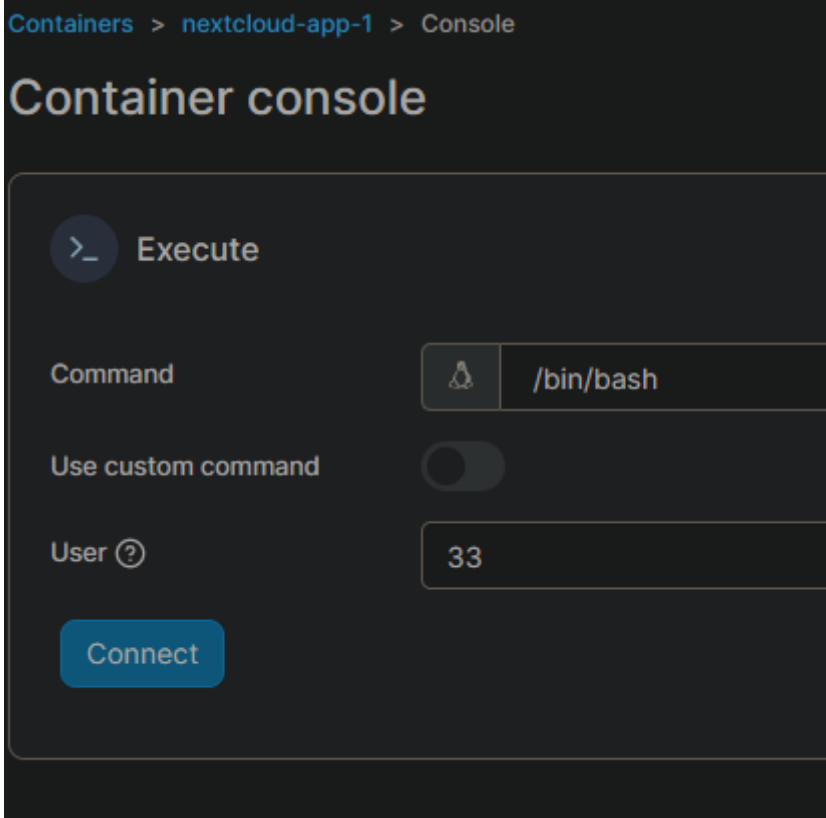 Containers > nextcloud-app-1 > Console
Container console
>_ Execute
Command /bin/bash
Use custom command
User ? 33
Connect